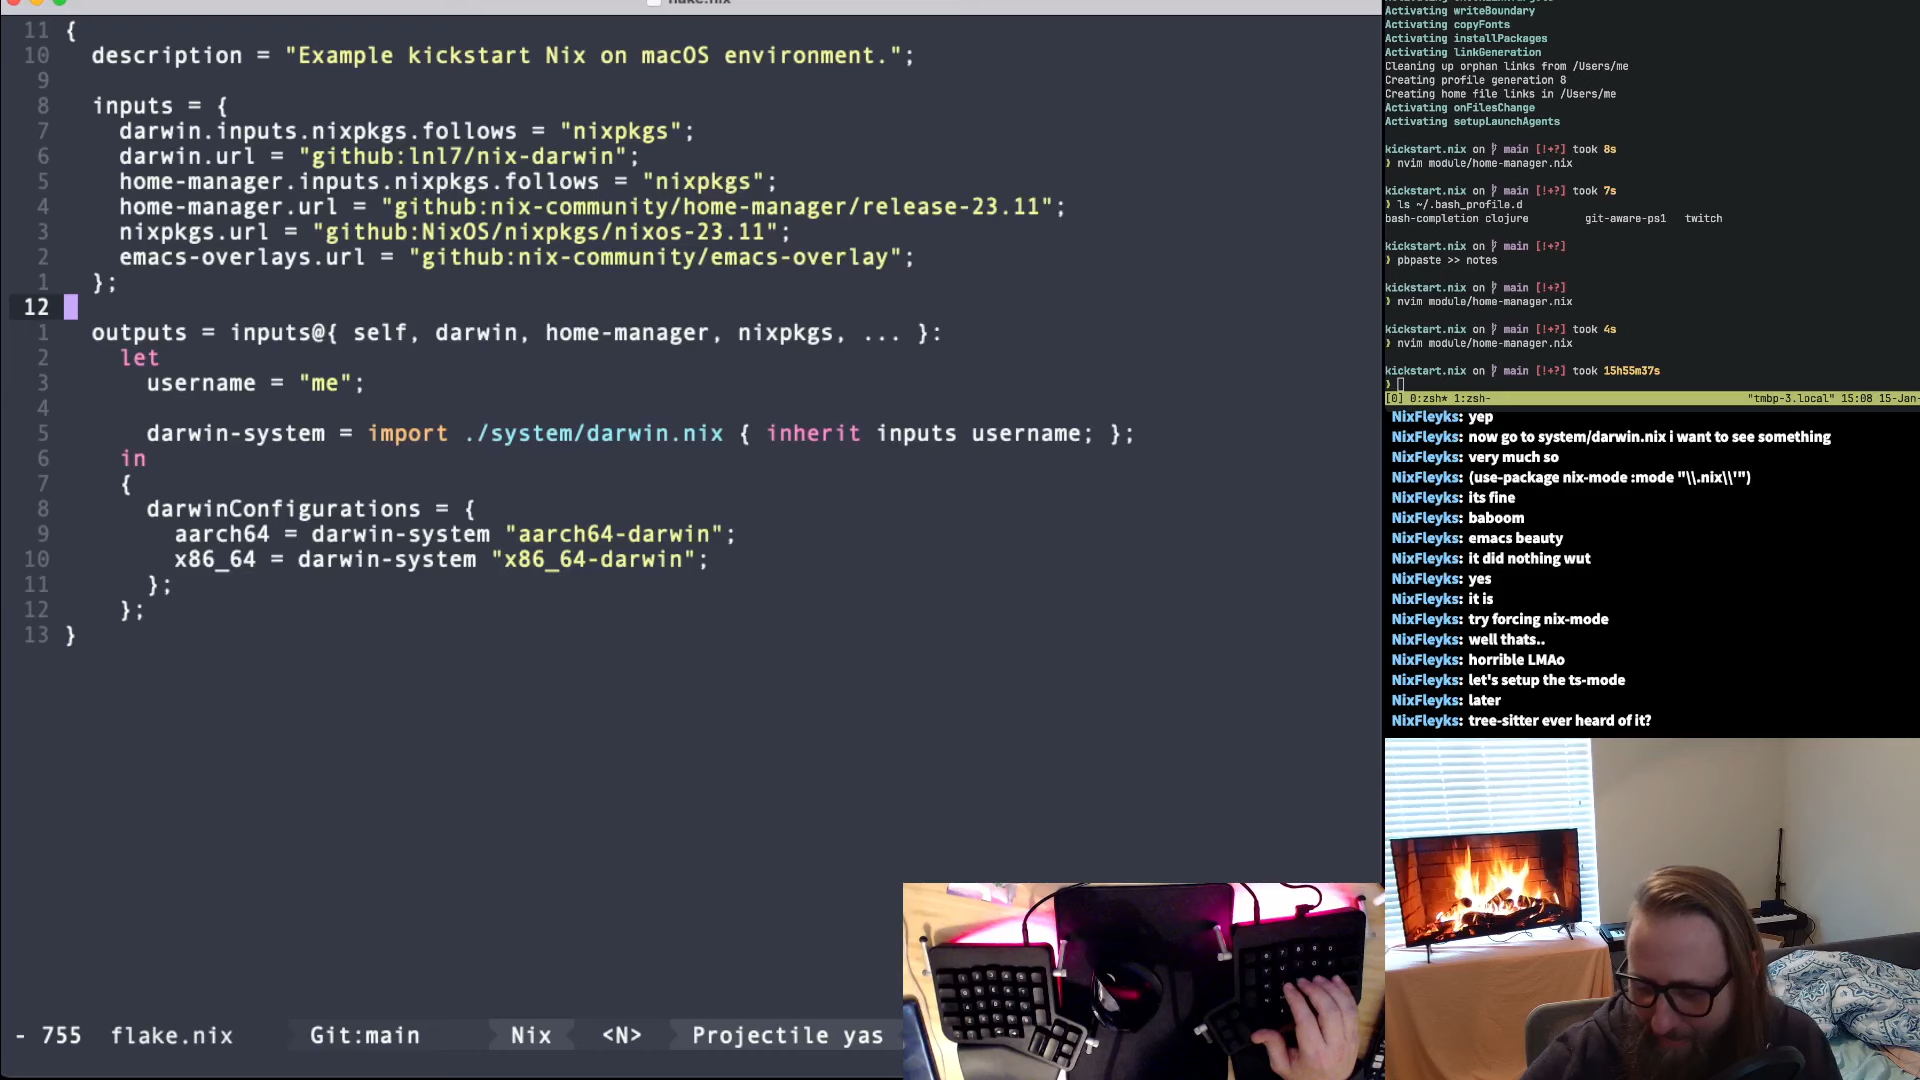 flake.nix
11 {
10 description = "Example kickstart Nix on macOS environment.";
9
8 inputs = {
7 darwin.inputs.nixpkgs.follows = "nixpkgs";
6 darwin.url = "github:lnl7/nix-darwin";
5 home-manager.inputs.nixpkgs.follows = "nixpkgs";
4 home-manager.url = "github:nix-community/home-manager/release-23.11";
3 nixpkgs.url = "github:NixOS/nixpkgs/nixos-23.11";
2 emacs-overlays.url = "github:nix-community/emacs-overlay";
1 };
12
1 outputs = inputs@{ self, darwin, home-manager, nixpkgs, ... }:
2 let
3 username = "me";
4
5 darwin-system = import ./system/darwin.nix { inherit inputs username; };
6 in
7 {
8 darwinConfigurations = {
9 aarch64 = darwin-system "aarch64-darwin";
10 x86_64 = darwin-system "x86_64-darwin";
11 };
12 };
13 }
- 755 flake.nix Git:main Nix <N> Projectile yas
Activating writeBoundary
Activating copyFonts
Activating installPackages
Activating linkGeneration
Cleaning up orphan links from /Users/me
Creating profile generation 8
Creating home file links in /Users/me
Activating onFilesChange
Activating setupLaunchAgents
kickstart.nix on main [!+?] took 8s
❯ nvim module/home-manager.nix
kickstart.nix on main [!+?] took 7s
❯ ls ~/.bash_profile.d
bash-completion clojure git-aware-ps1 twitch
kickstart.nix on main [!+?]
❯ pbpaste >> notes
kickstart.nix on main [!+?]
❯ nvim module/home-manager.nix
kickstart.nix on main [!+?] took 4s
❯ nvim module/home-manager.nix
kickstart.nix on main [!+?] took 15h55m37s
❯
[0] 0:zsh* 1:zsh- "tmbp-3.local" 15:08 15-Jan-
NixFleyks: yep
NixFleyks: now go to system/darwin.nix i want to see something
NixFleyks: very much so
NixFleyks: (use-package nix-mode :mode "\\.nix\\'")
NixFleyks: its fine
NixFleyks: baboom
NixFleyks: emacs beauty
NixFleyks: it did nothing wut
NixFleyks: yes
NixFleyks: it is
NixFleyks: try forcing nix-mode
NixFleyks: well thats..
NixFleyks: horrible LMAo
NixFleyks: let's setup the ts-mode
NixFleyks: later
NixFleyks: tree-sitter ever heard of it?